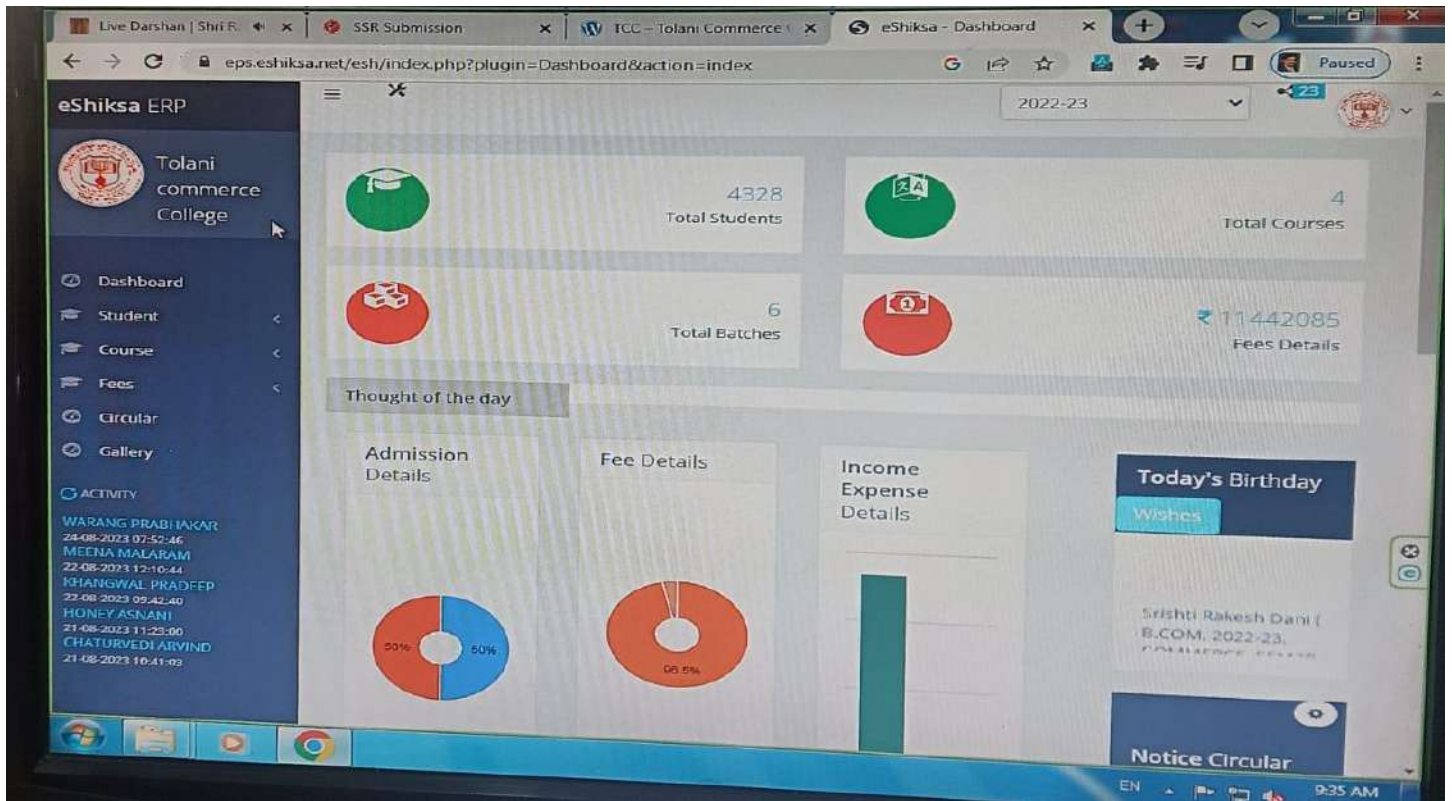 Live Darshan | Shri R.
SSR Submission
TCC – Tolani Commerce
eShiksa - Dashboard
eps.eshiksa.net/esh/index.php?plugin=Dashboard&action=index
Paused
eShiksa ERP
2022-23
23
Tolani
commerce
College
4328
Total Students
4
Total Courses
6
Total Batches
₹ 11442085
Fees Details
Dashboard
Student
Course
Fees
Circular
Gallery
Thought of the day
Admission
Details
Fee Details
Income
Expense
Details
Today's Birthday
Wishes
ACTIVITY
WARANG PRABHAKAR
24-08-2023 07:52:46
MEENA MALARAM
22-08-2023 12:10:44
KHANGWAL PRADEEP
22-08-2023 09:42:40
HONEY ASNANI
21-08-2023 11:23:00
CHATURVEDI ARVIND
21-08-2023 10:41:03
50%
50%
Srishti Rakesh Dani (
B.COM, 2022-23,
Notice Circular
EN
9:35 AM